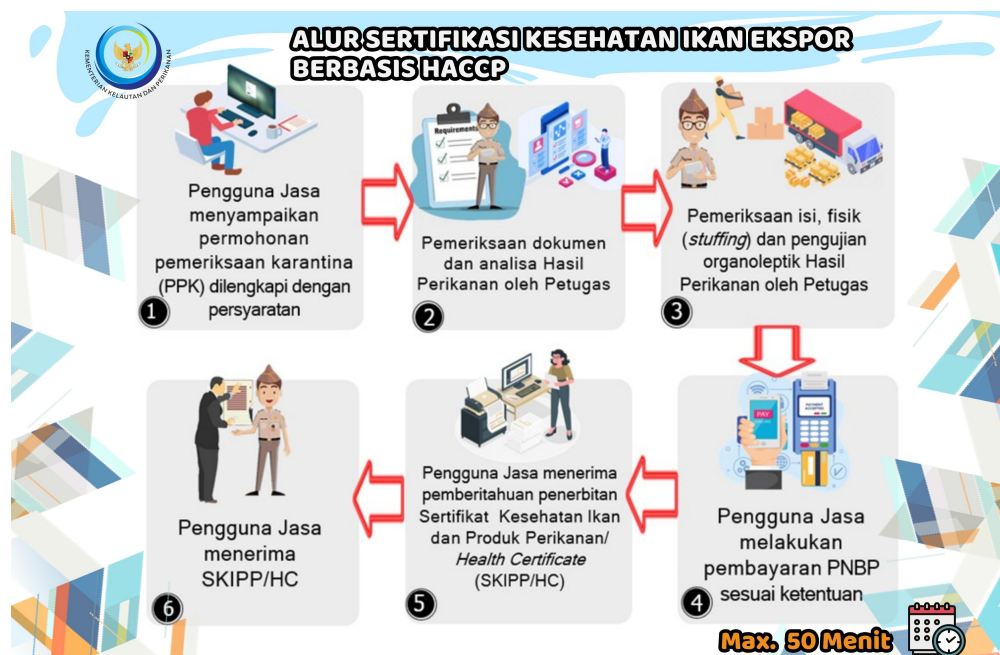 ALUR SERTIFIKASI KESEHATAN IKAN EKSPOR
BERBASIS HACCP
KEMENTERIAN KELAUTAN DAN PERIKANAN
Pengguna Jasa
menyampaikan
permohonan
pemeriksaan karantina
(PPK) dilengkapi dengan
persyaratan
1
Requirements
Pemeriksaan dokumen
dan analisa Hasil
Perikanan oleh Petugas
2
Pemeriksaan isi, fisik
(stuffing) dan pengujian
organoleptik Hasil
Perikanan oleh Petugas
3
PAY
PAYMENT
ACCEPTING
Pengguna Jasa
melakukan
pembayaran PNBP
sesuai ketentuan
4
Pengguna Jasa menerima
pemberitahuan penerbitan
Sertifikat Kesehatan Ikan
dan Produk Perikanan/
Health Certificate
(SKIPP/HC)
5
Pengguna Jasa
menerima
SKIPP/HC
6
Max. 50 Menit